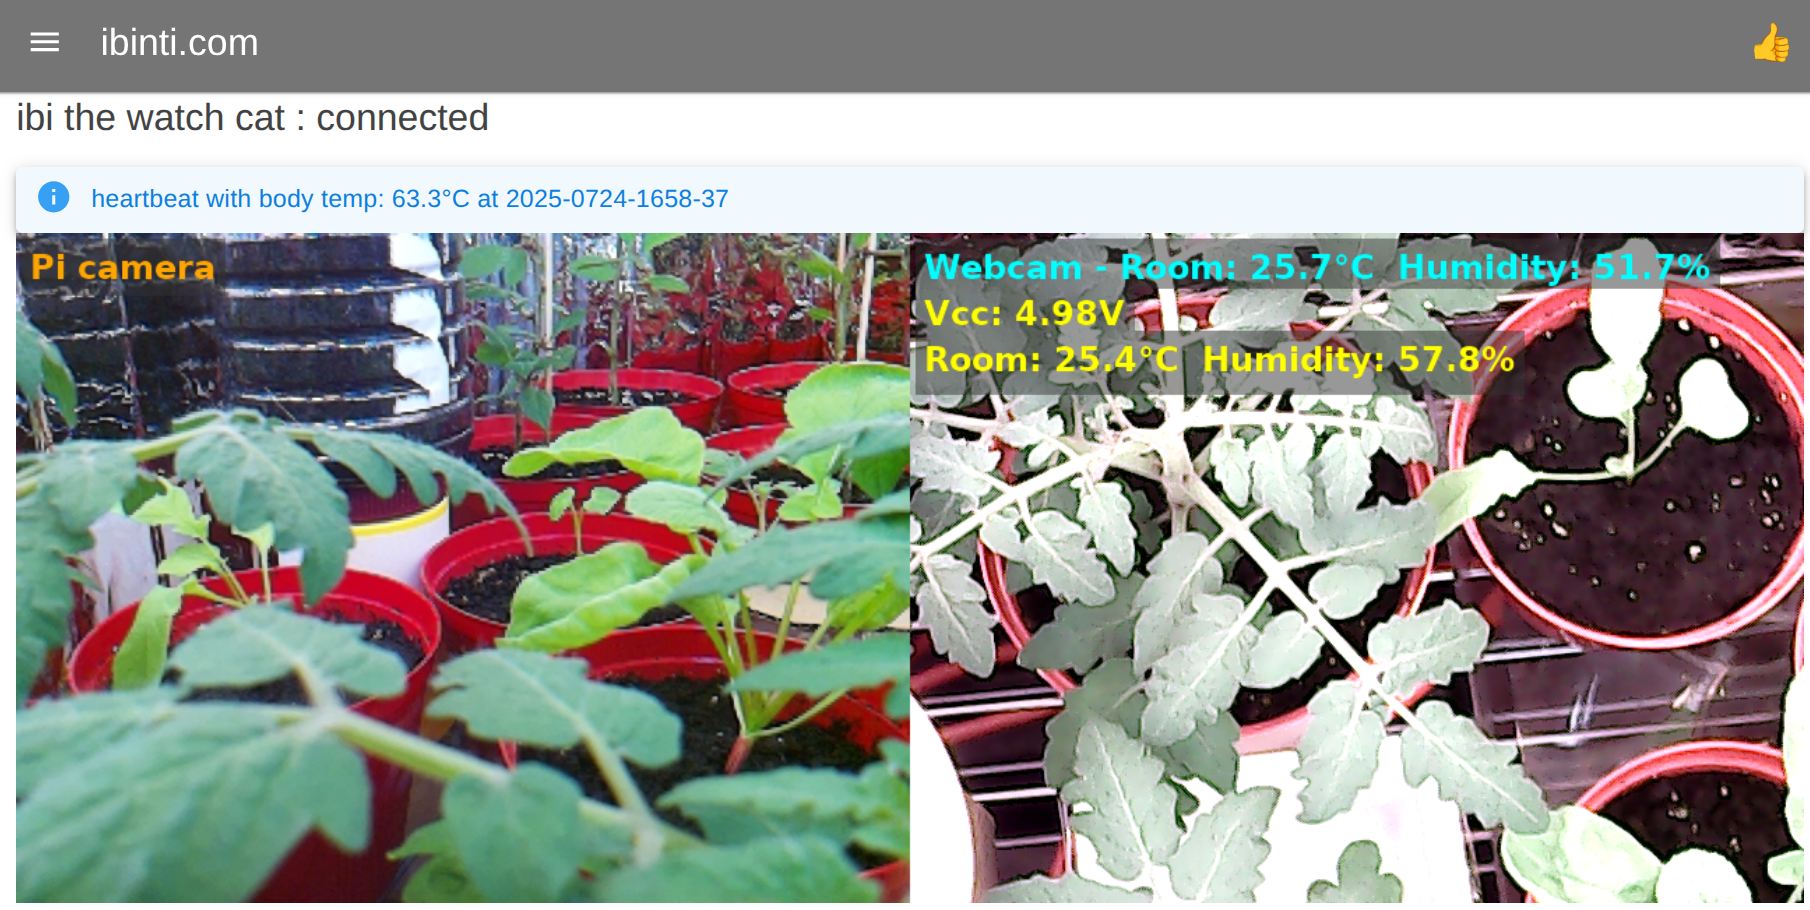 ibinti.com
ibi the watch cat : connected
heartbeat with body temp: 63.3°C at 2025-0724-1658-37
Pi camera
Webcam - Room: 25.7°C  Humidity: 51.7%
Vcc: 4.98V
Room: 25.4°C  Humidity: 57.8%